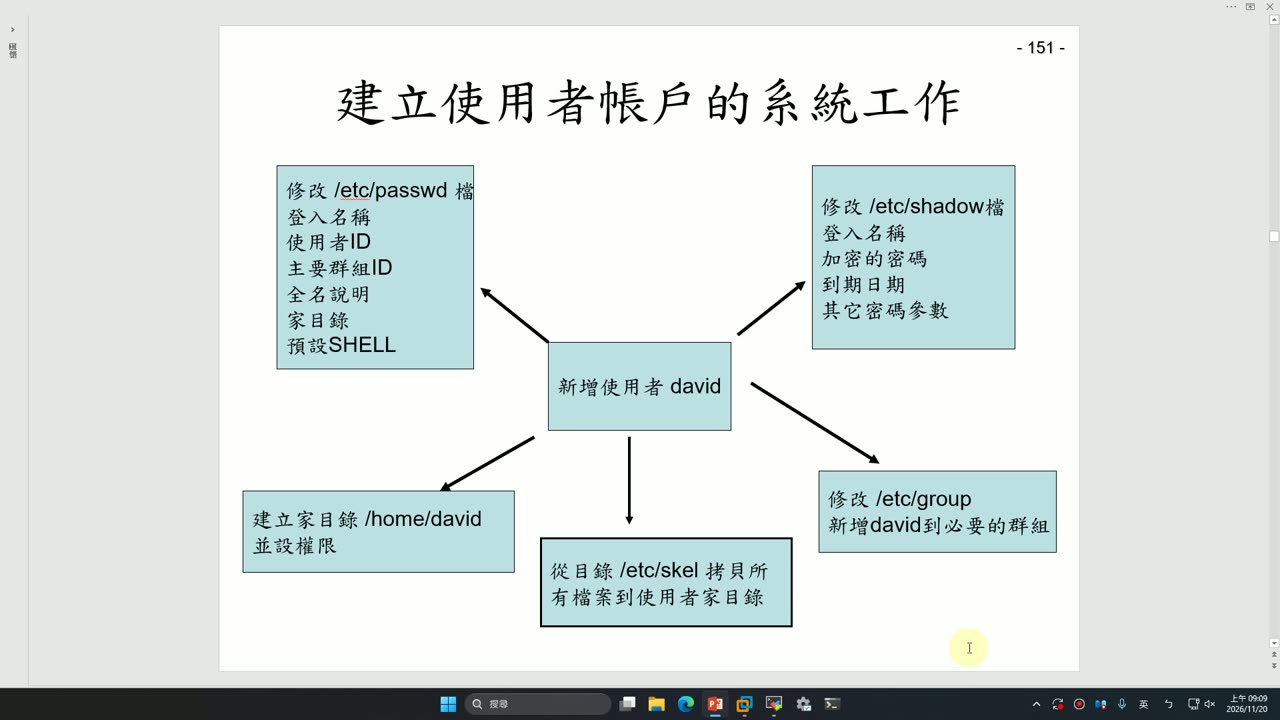 - 151 -
建立使用者帳戶的系統工作
修改 /etc/passwd 檔
登入名稱
使用者ID
主要群組ID
全名說明
家目錄
預設SHELL
修改 /etc/shadow檔
登入名稱
加密的密碼
到期日期
其它密碼參數
新增使用者 david
建立家目錄 /home/david
並設權限
從目錄 /etc/skel 拷貝所
有檔案到使用者家目錄
修改 /etc/group
新增david到必要的群組
搜尋
英
ㄅ
上午 09:09
2026/11/20